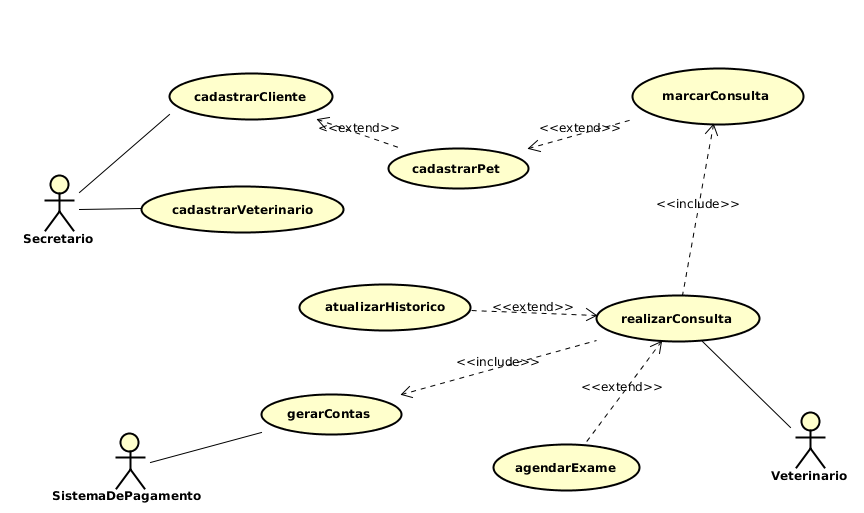 cadastrarCliente
marcarConsulta
<<extend>>
<<extend>>
cadastrarPet
<<include>>
cadastrarVeterinario
Secretario
atualizarHistorico
<<extend>>
realizarConsulta
<<include>>
<<extend>>
gerarContas
agendarExame
Veterinario
SistemaDePagamento